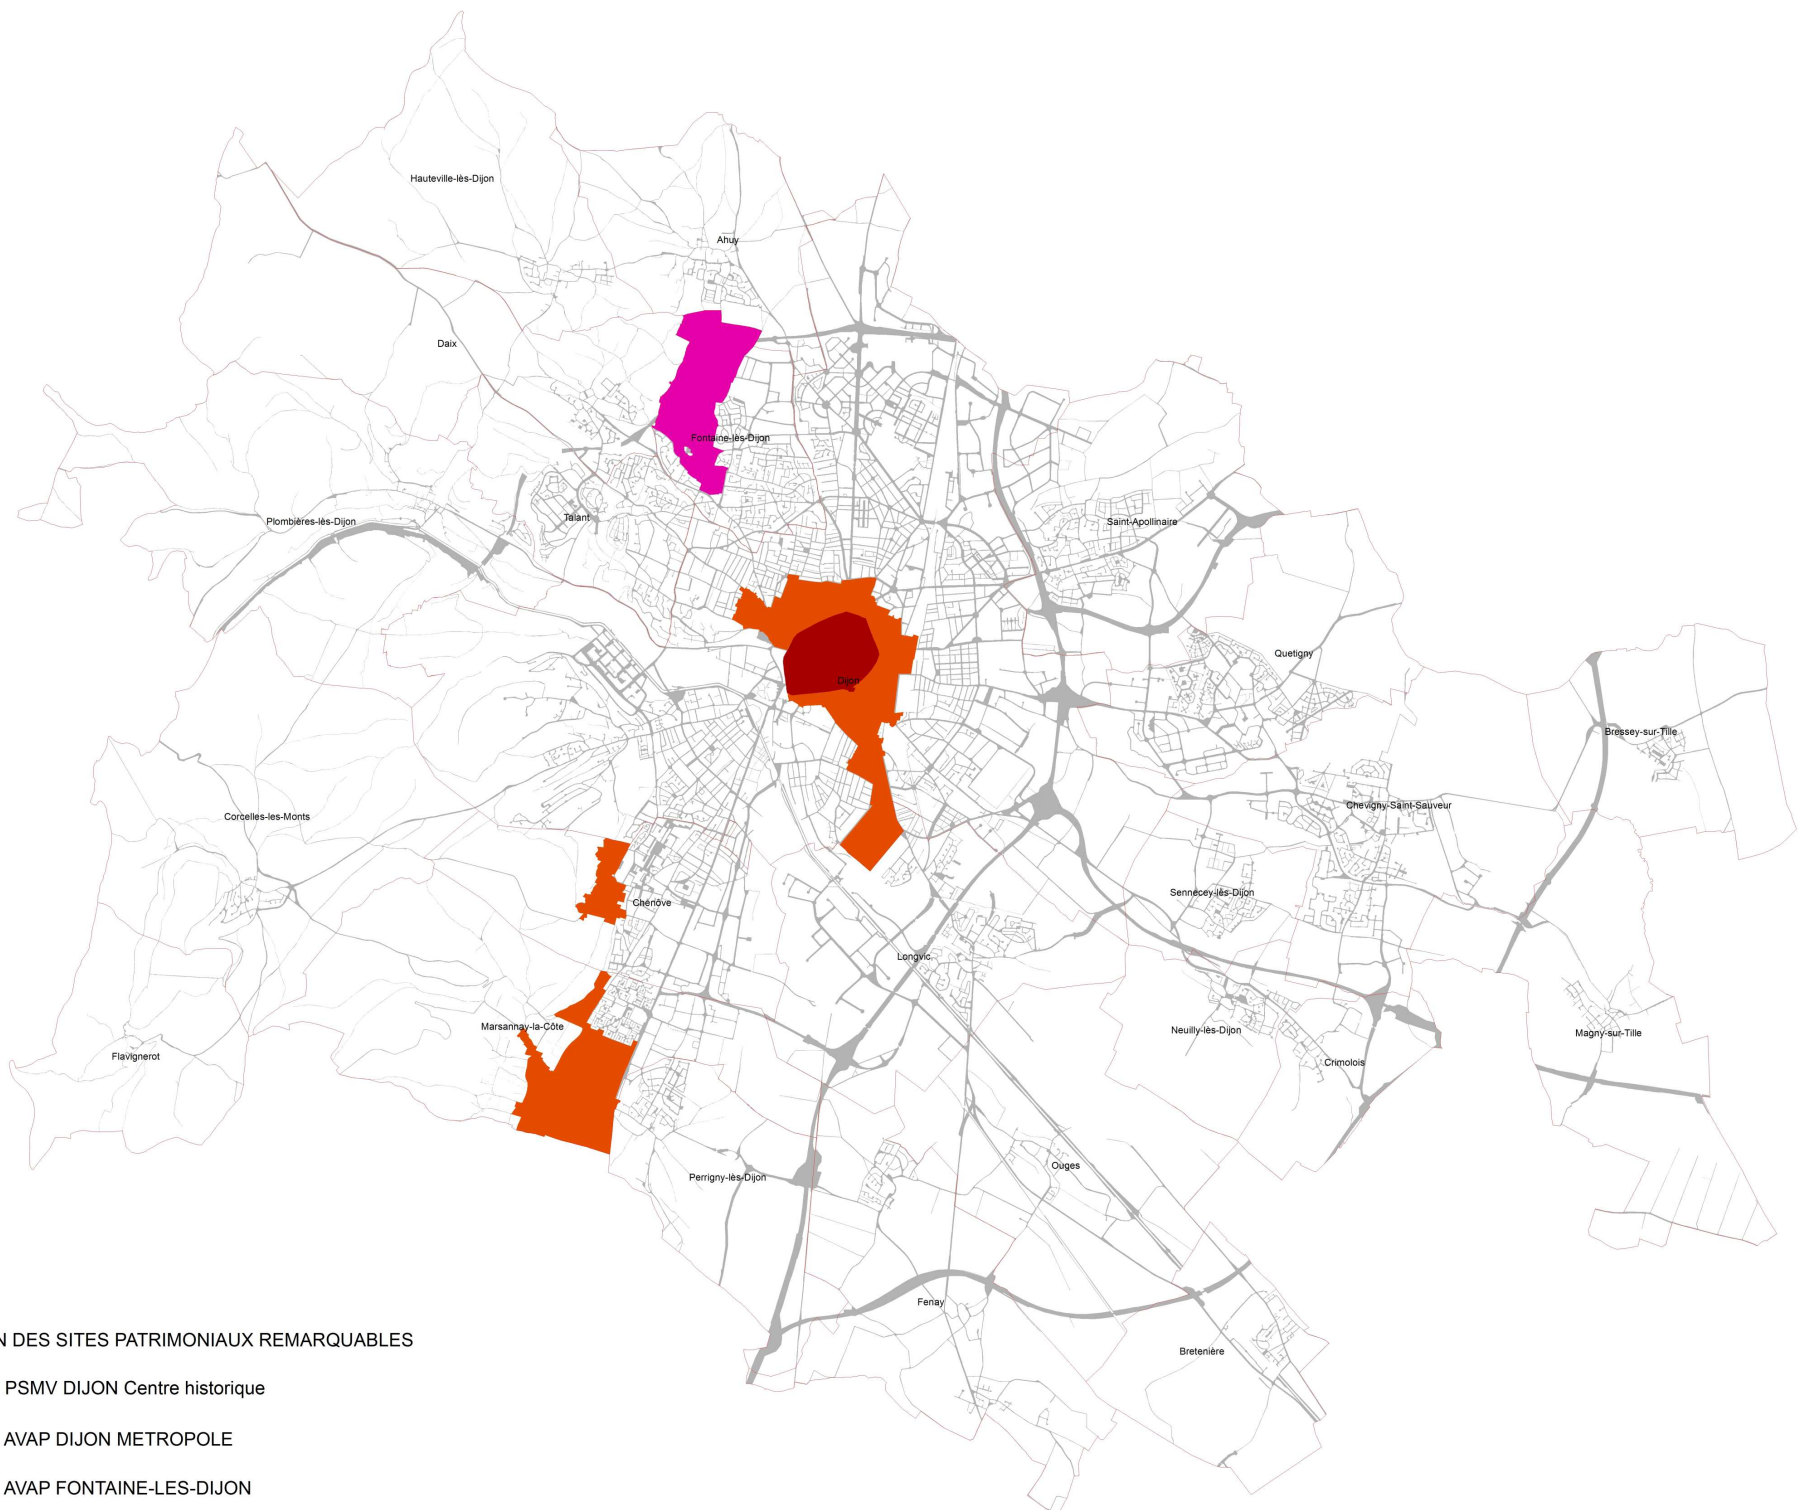 Hauteville-lès-Dijon
Ahuy
Daix
Fontaine-lès-Dijon
Talant
Plombières-lès-Dijon
Saint-Apollinaire
Quetigny
Dijon
Bressey-sur-Tille
Chevigny-Saint-Sauveur
Corcelles-les-Monts
Sennecey-lès-Dijon
Chenôve
Longvic
Marsannay-la-Côte
Neuilly-lès-Dijon
Magny-sur-Tille
Flavignerot
Crimolois
Ouges
Perrigny-lès-Dijon
Fenay
Bretenière
N DES SITES PATRIMONIAUX REMARQUABLES
PSMV DIJON Centre historique
AVAP DIJON METROPOLE
AVAP FONTAINE-LES-DIJON